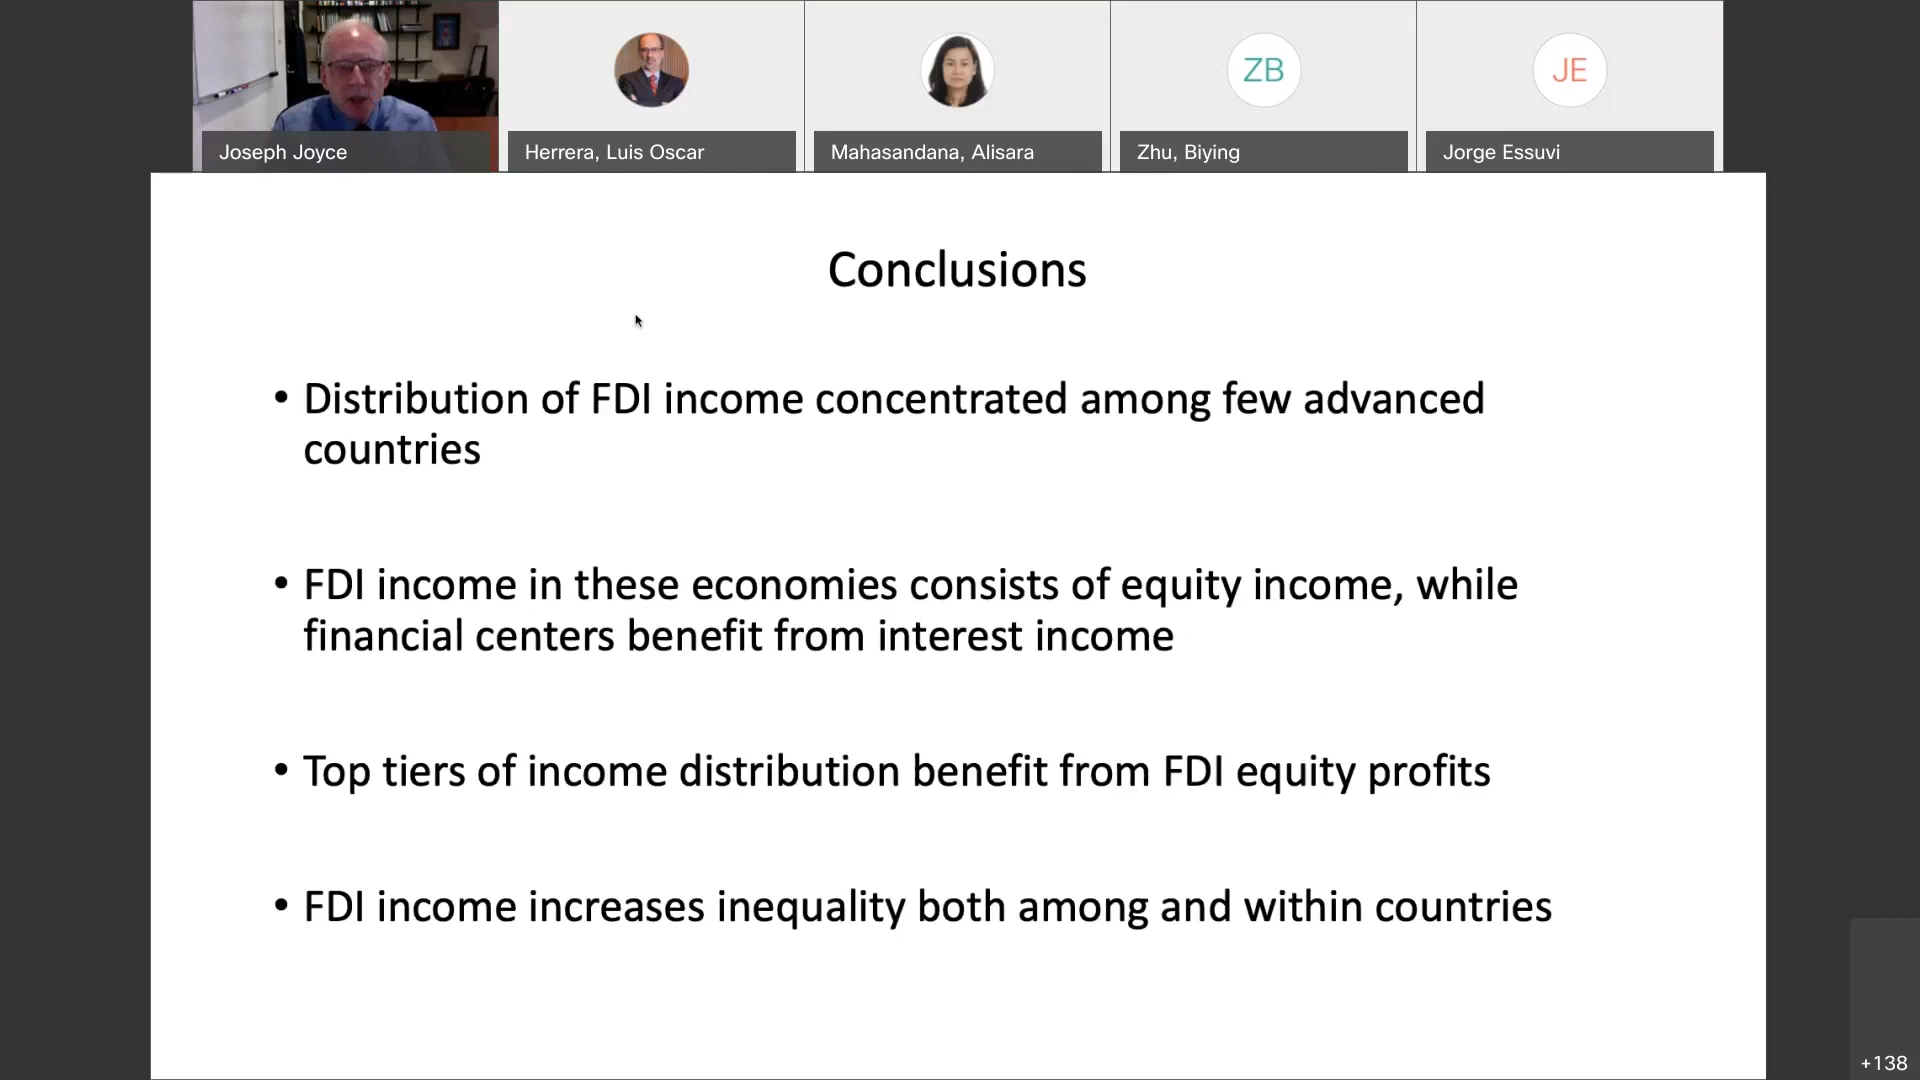 ZB
JE
Joseph Joyce
Herrera, Luis Oscar
Mahasandana, Alisara
Zhu, Biying
Jorge Essuvi
Conclusions
• Distribution of FDI income concentrated among few advanced
countries
• FDI income in these economies consists of equity income, while
financial centers benefit from interest income
• Top tiers of income distribution benefit from FDI equity profits
• FDI income increases inequality both among and within countries
+138